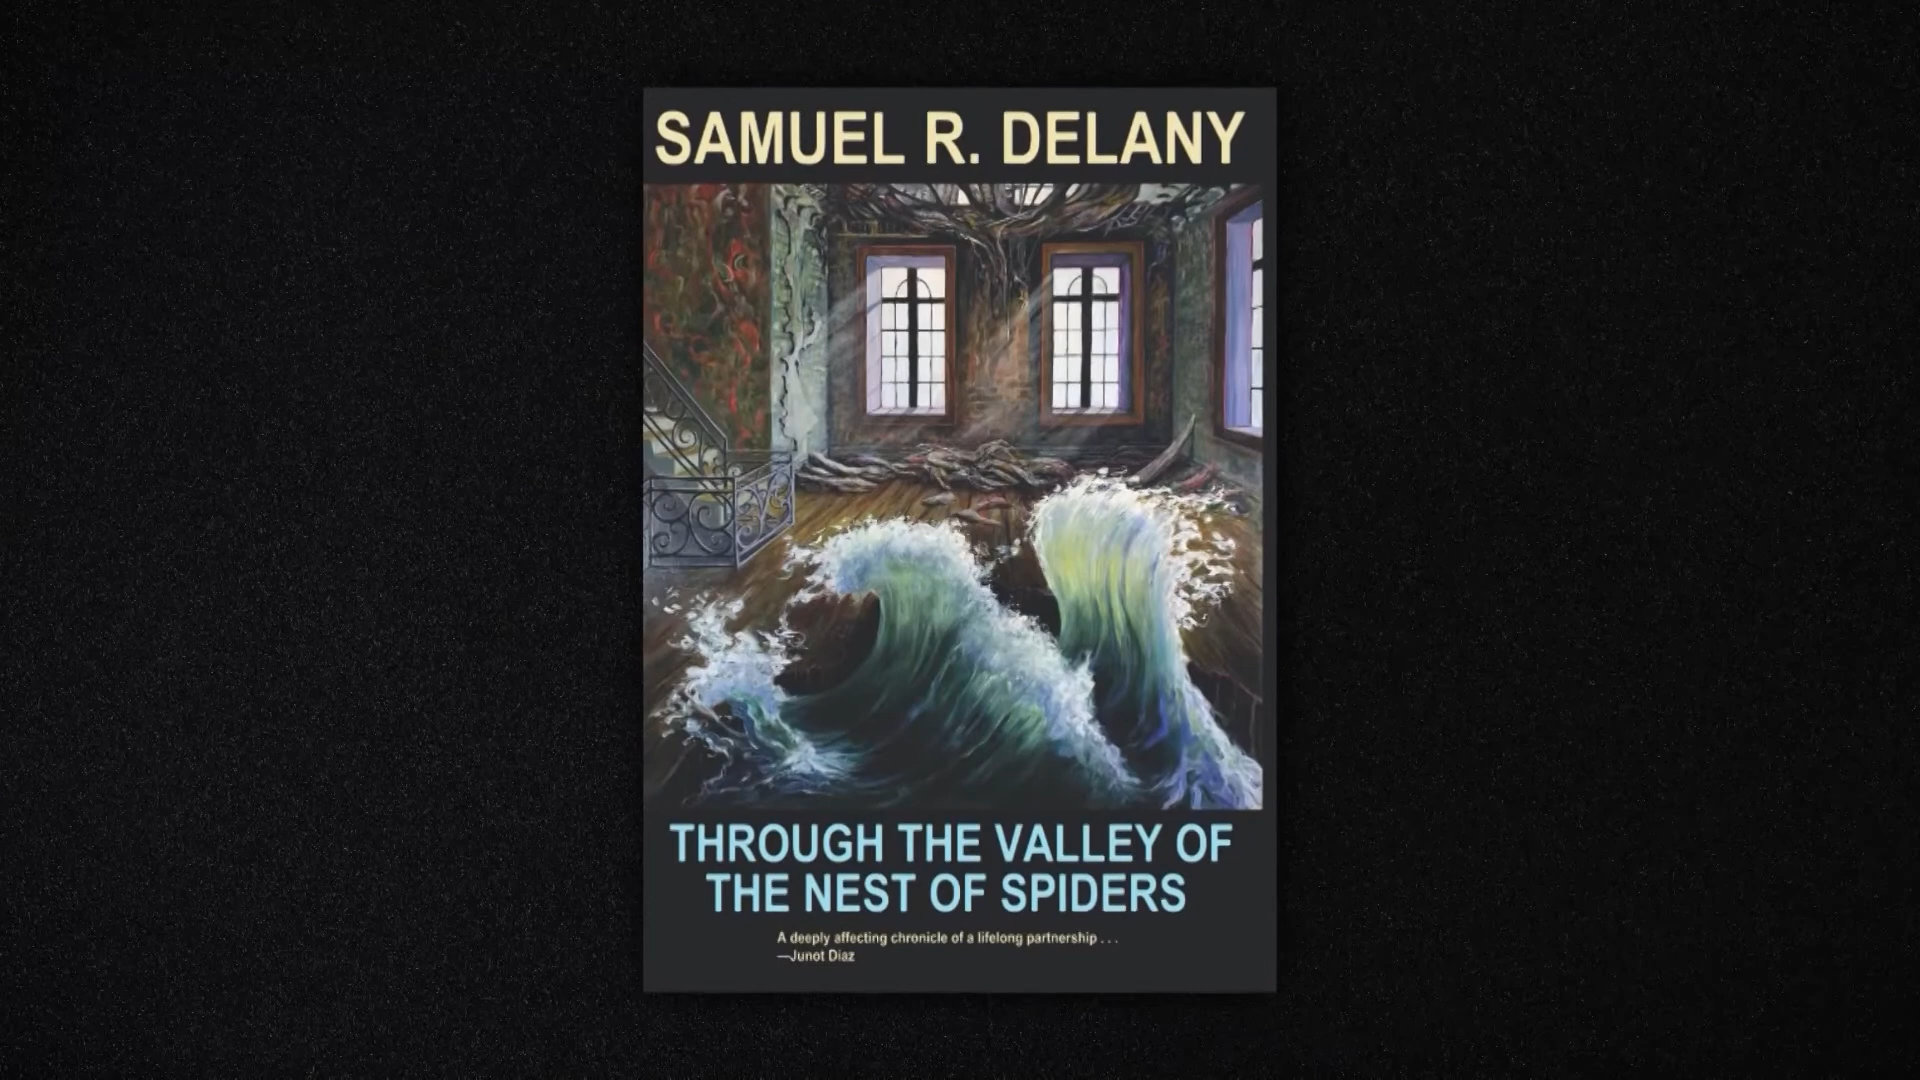 SAMUEL R. DELANY
THROUGH THE VALLEY OF
THE NEST OF SPIDERS
A deeply affecting chronicle of a lifelong partnership . . .
—Junot Diaz